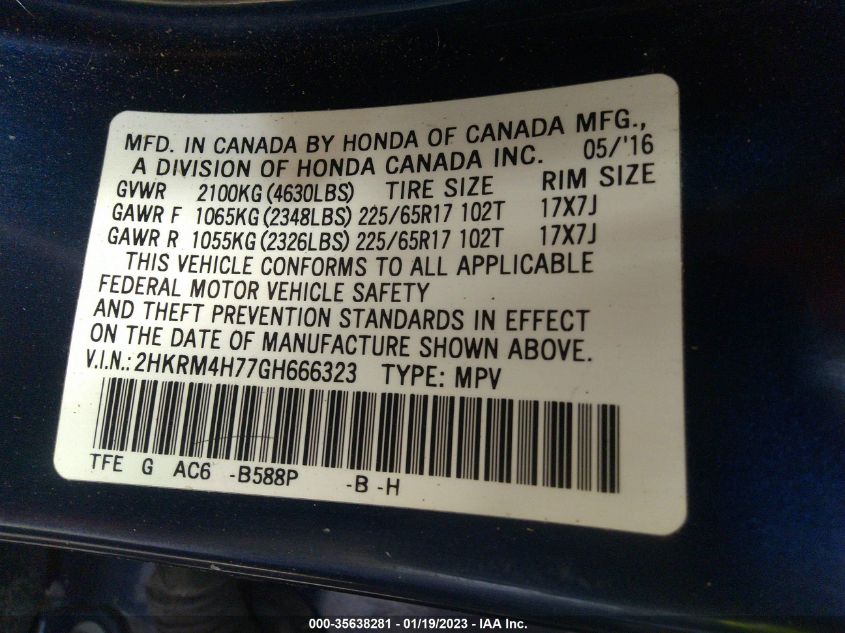 MFD. IN CANADA BY HONDA OF CANADA MFG.,
A DIVISION OF HONDA CANADA INC. 05/'16
GVWR 2100KG (4630LBS) TIRE SIZE RIM SIZE
GAWR F 1065KG (2348LBS) 225/65R17 102T 17X7J
GAWR R 1055KG (2326LBS) 225/65R17 102T 17X7J
THIS VEHICLE CONFORMS TO ALL APPLICABLE
FEDERAL MOTOR VEHICLE SAFETY
AND THEFT PREVENTION STANDARDS IN EFFECT
ON THE DATE OF MANUFACTURE SHOWN ABOVE.
V.I.N.: 2HKRM4H77GH666323 TYPE: MPV
TFE G AC6 -B588P -B -H
000-35638281 - 01/19/2023 - IAA Inc.